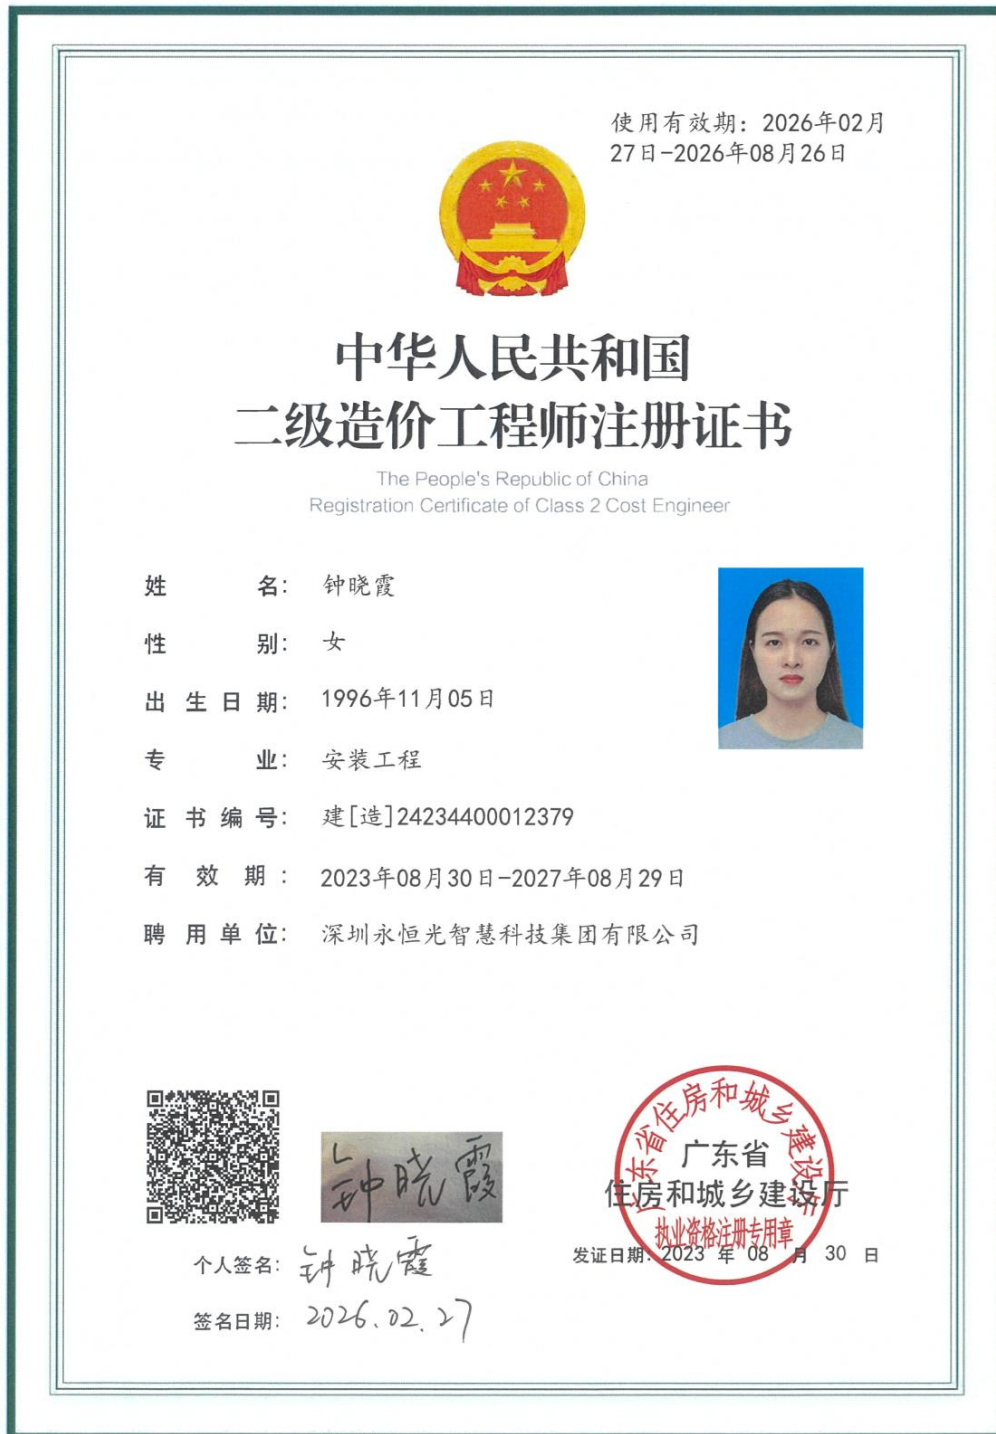 使用有效期：2026年02月
27日-2026年08月26日
中华人民共和国
二级造价工程师注册证书
The People's Republic of China
Registration Certificate of Class 2 Cost Engineer
姓 名： 钟晓霞
性 别： 女
出生日期： 1996年11月05日
专 业： 安装工程
证书编号： 建[造]24234400012379
有效期： 2023年08月30日-2027年08月29日
聘用单位： 深圳永恒光智慧科技集团有限公司
钟晓霞
个人签名： 钟晓霞
签名日期： 2026.02.27
广东省住房和城乡建设厅
广东省
住房和城乡建设厅
执业资格注册专用章
发证日期：2023 年 08 月 30 日